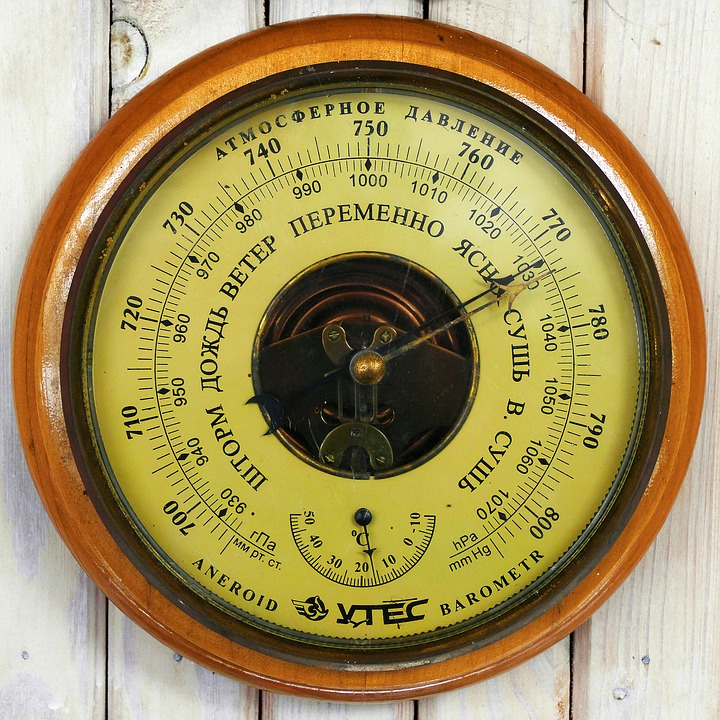 АТМОСФЕРНОЕ ДАВЛЕНИЕ
700 710 720 730 740 750 760 770 780 790 800
930 940 950 960 970 980 990 1000 1010 1020 1030 1040 1050 1060 1070
ШТОРМ ДОЖДЬ ВЕТЕР ПЕРЕМЕННО ЯСНО СУШЬ В. СУШЬ
гПа
мм рт. ст.
hPa
mmHg
°C
50 40 30 20 10 0 -10
ANEROID UTES BAROMETR